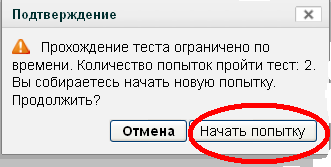 Подтверждение
Прохождение теста ограничено по
времени. Количество попыток пройти тест: 2.
Вы собираетесь начать новую попытку.
Продолжить?
Отмена Начать попытку